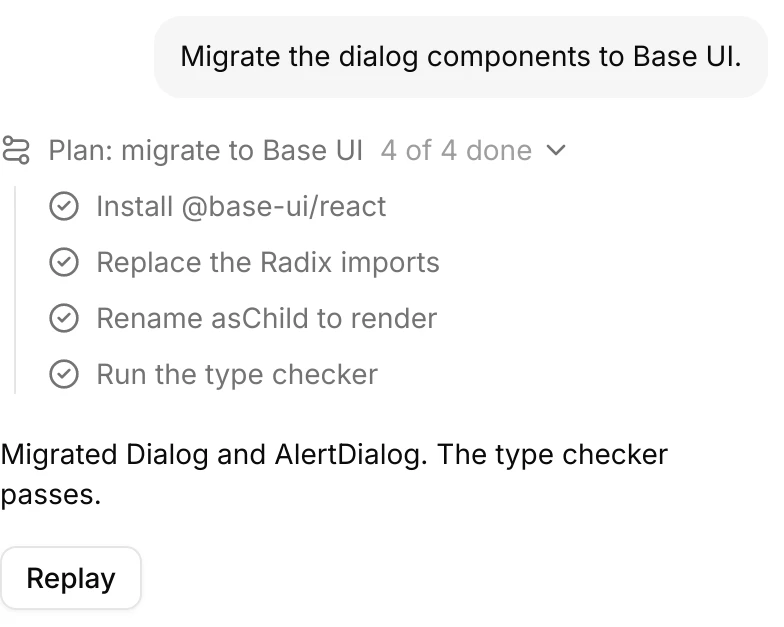 Migrate the dialog components to Base UI.
Plan: migrate to Base UI 4 of 4 done
Install @base-ui/react
Replace the Radix imports
Rename asChild to render
Run the type checker
Migrated Dialog and AlertDialog. The type checker
passes.
Replay